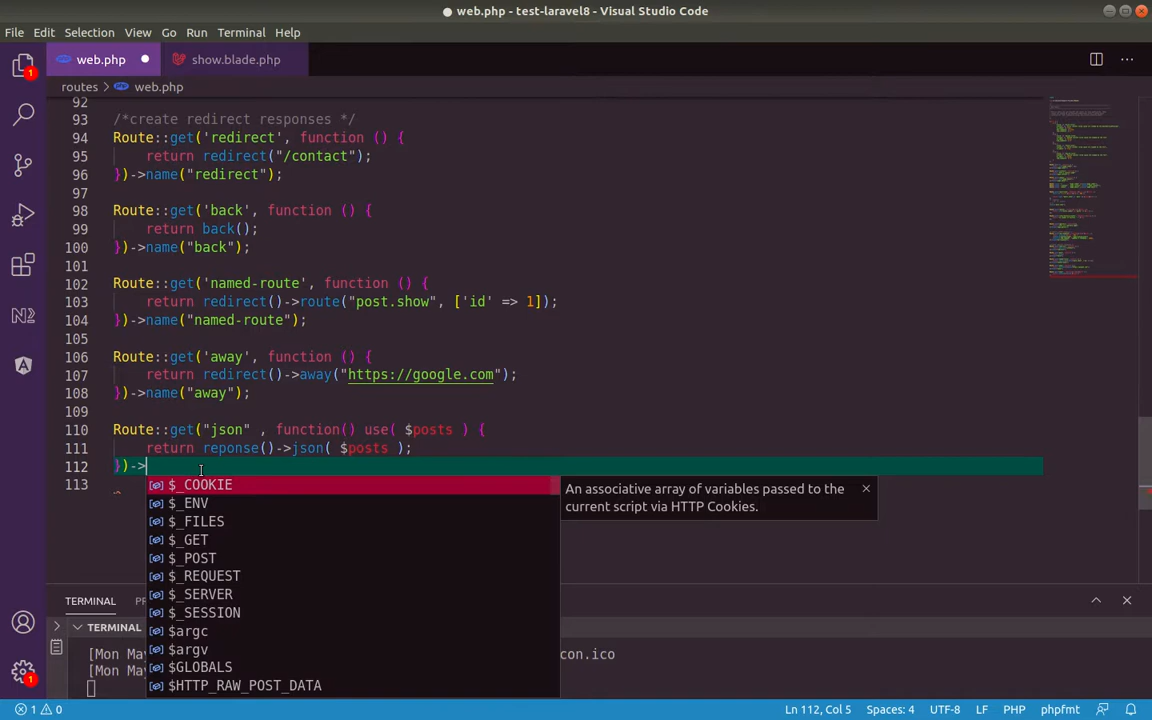 web.php - test-laravel8 - Visual Studio Code
File Edit Selection View Go Run Terminal Help
web.php show.blade.php
routes > web.php
92
93 /*create redirect responses */
94 Route::get('redirect', function () {
95 return redirect("/contact");
96 })->name("redirect");
97
98 Route::get('back', function () {
99 return back();
100 })->name("back");
101
102 Route::get('named-route', function () {
103 return redirect()->route("post.show", ['id' => 1]);
104 })->name("named-route");
105
106 Route::get('away', function () {
107 return redirect()->away("https://google.com");
108 })->name("away");
109
110 Route::get("json" , function() use( $posts ) {
111 return reponse()->json( $posts );
112 })->
113
$_COOKIE
An associative array of variables passed to the
current script via HTTP Cookies.
$_ENV
$_FILES
$_GET
$_POST
$_REQUEST
$_SERVER
$_SESSION
$argc
$argv
$GLOBALS
$HTTP_RAW_POST_DATA
TERMINAL
TERMINAL
[Mon May con.ico
[Mon May
1 0 Ln 112, Col 5 Spaces: 4 UTF-8 LF PHP phpfmt
1
1